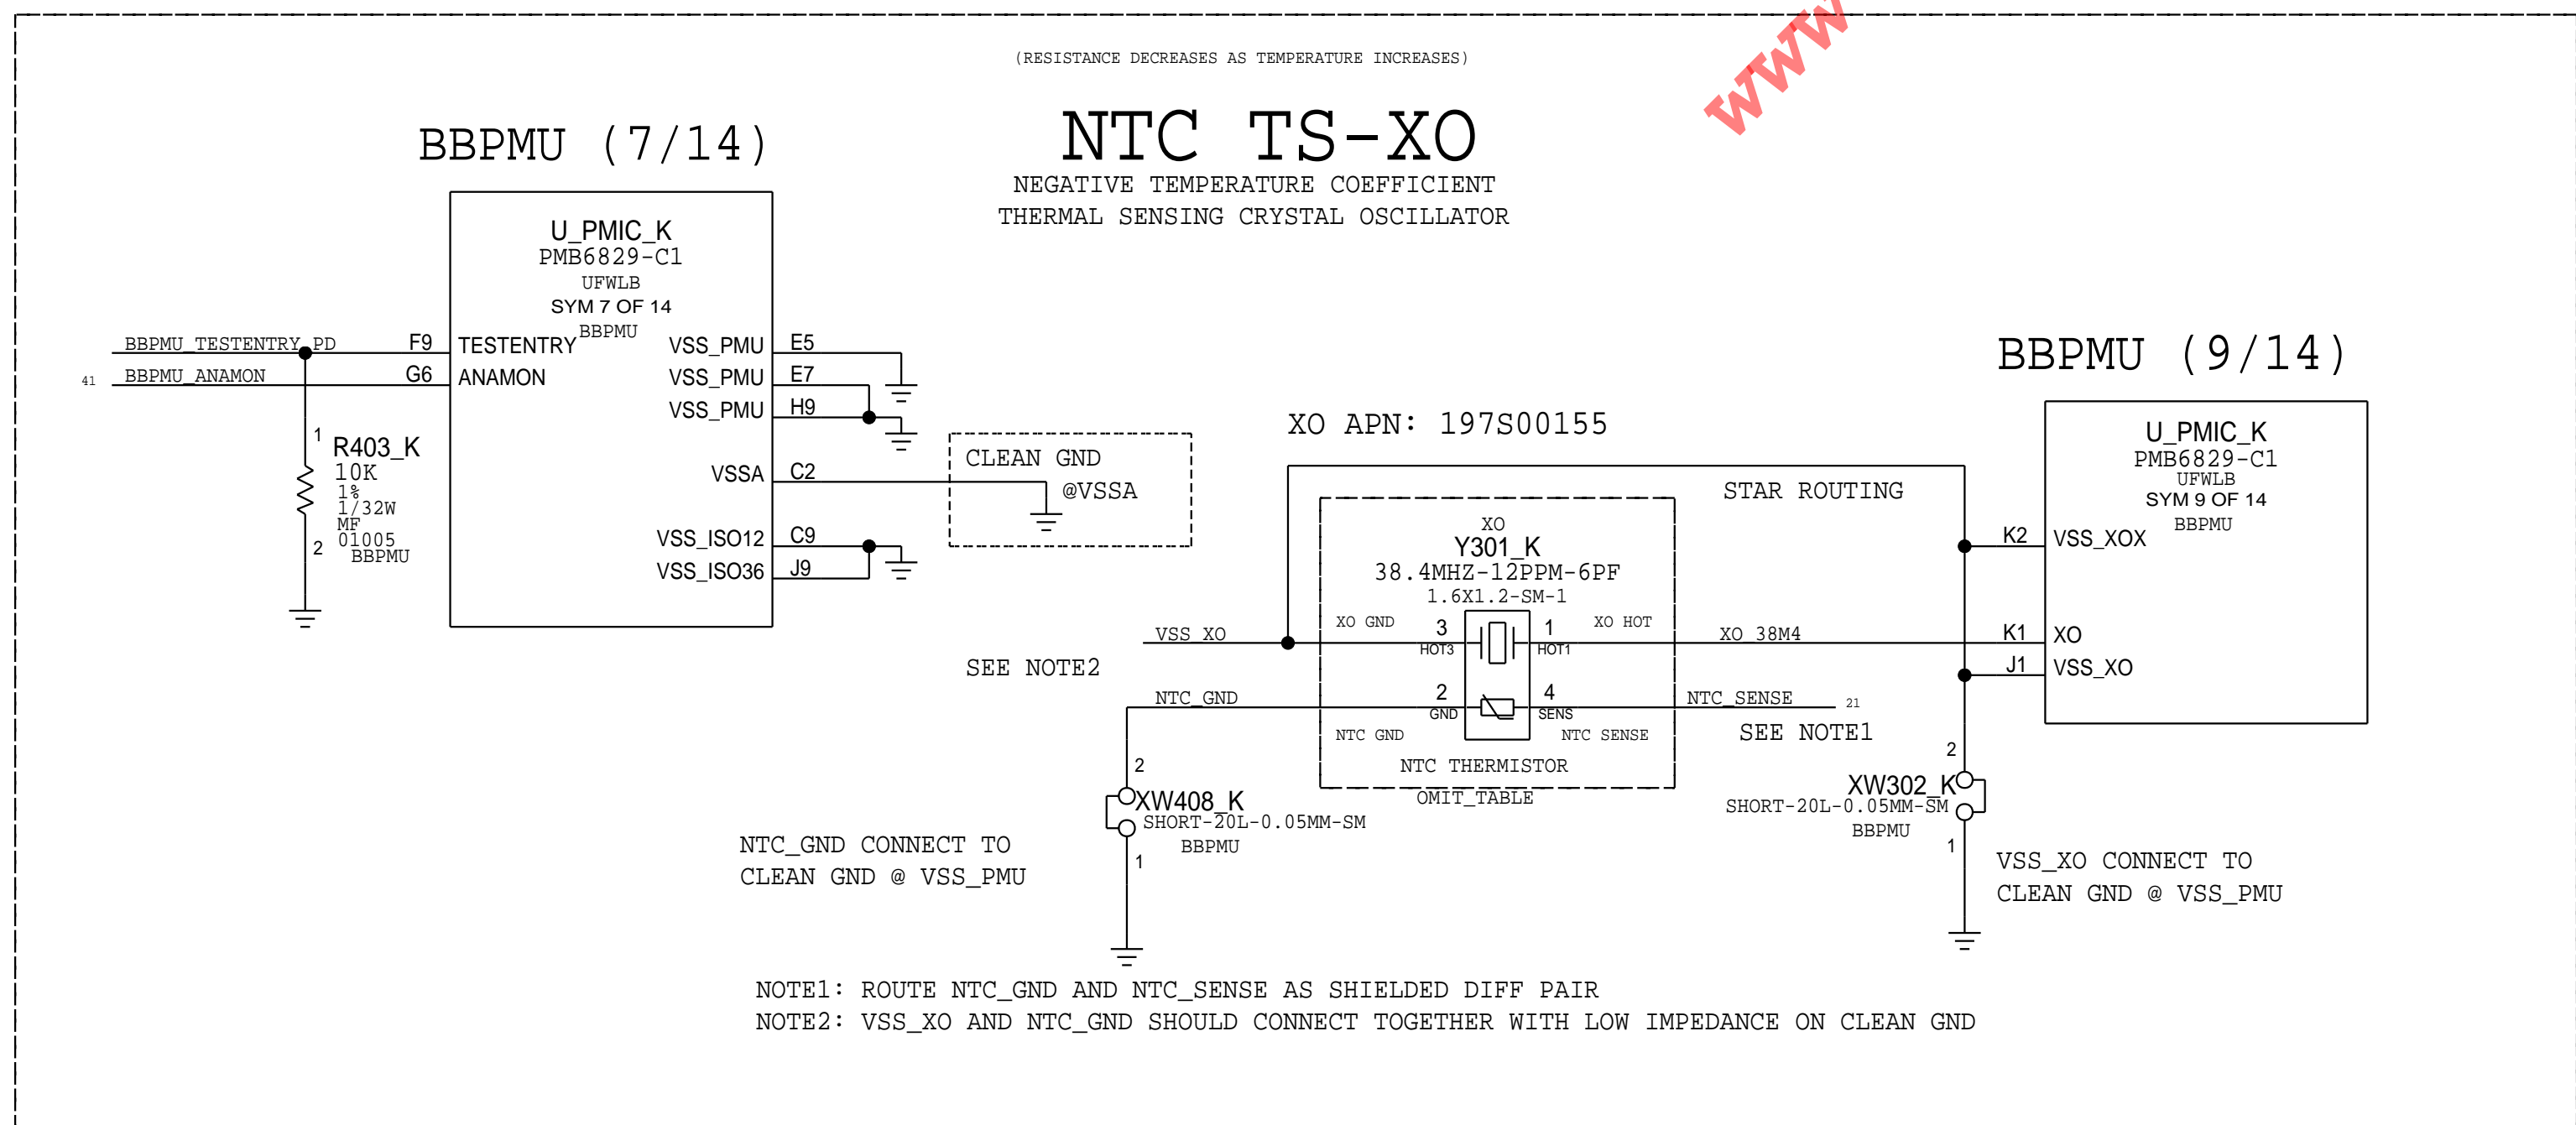 (RESISTANCE DECREASES AS TEMPERATURE INCREASES)
www
NTC TS-XO
NEGATIVE TEMPERATURE COEFFICIENT
THERMAL SENSING CRYSTAL OSCILLATOR
BBPMU (7/14)
U_PMIC_K
PMB6829-C1
UFWLB
SYM 7 OF 14
BBPMU
BBPMU_TESTENTRY_PD F9 TESTENTRY VSS_PMU E5
41 BBPMU_ANAMON G6 ANAMON VSS_PMU E7
VSS_PMU H9
VSSA C2
VSS_ISO12 C9
VSS_ISO36 J9
1
R403_K
10K
1%
1/32W
MF
01005
2
BBPMU
CLEAN GND
@VSSA
XO APN: 197S00155
STAR ROUTING
XO
Y301_K
38.4MHZ-12PPM-6PF
1.6X1.2-SM-1
VSS_XO XO GND 3 1 XO HOT XO_38M4
HOT3 HOT1
SEE NOTE2
NTC_GND 2 4 NTC_SENSE 21
GND SENS
NTC GND NTC SENSE
SEE NOTE1
NTC THERMISTOR
OMIT_TABLE
BBPMU (9/14)
U_PMIC_K
PMB6829-C1
UFWLB
SYM 9 OF 14
BBPMU
K2 VSS_XOX
K1 XO
J1 VSS_XO
2
XW408_K
SHORT-20L-0.05MM-SM
BBPMU
1
NTC_GND CONNECT TO
CLEAN GND @ VSS_PMU
2
XW302_K
SHORT-20L-0.05MM-SM
BBPMU
1
VSS_XO CONNECT TO
CLEAN GND @ VSS_PMU
NOTE1: ROUTE NTC_GND AND NTC_SENSE AS SHIELDED DIFF PAIR
NOTE2: VSS_XO AND NTC_GND SHOULD CONNECT TOGETHER WITH LOW IMPEDANCE ON CLEAN GND